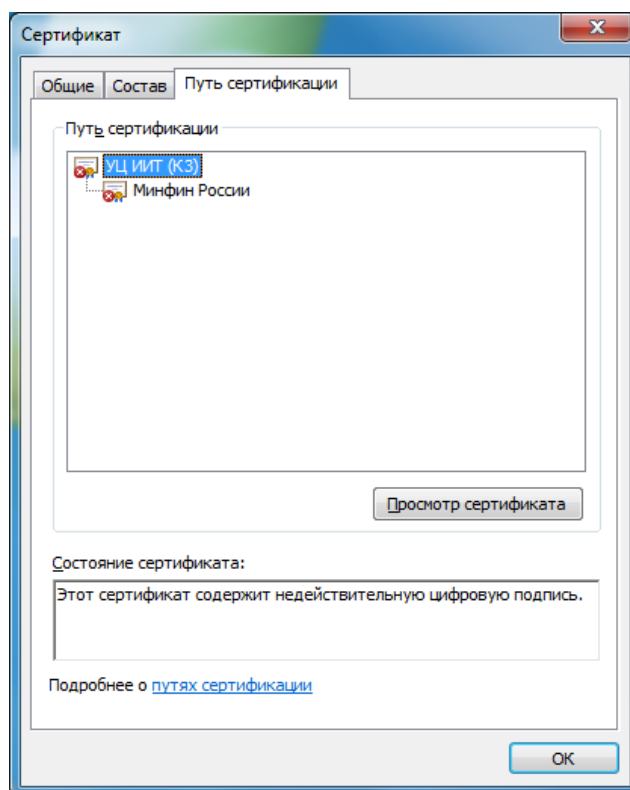 Сертификат
Общие Состав Путь сертификации
Путь сертификации
УЦ ИИТ (К3)
Минфин России
Просмотр сертификата
Состояние сертификата:
Этот сертификат содержит недействительную цифровую подпись.
Подробнее о путях сертификации
ОК